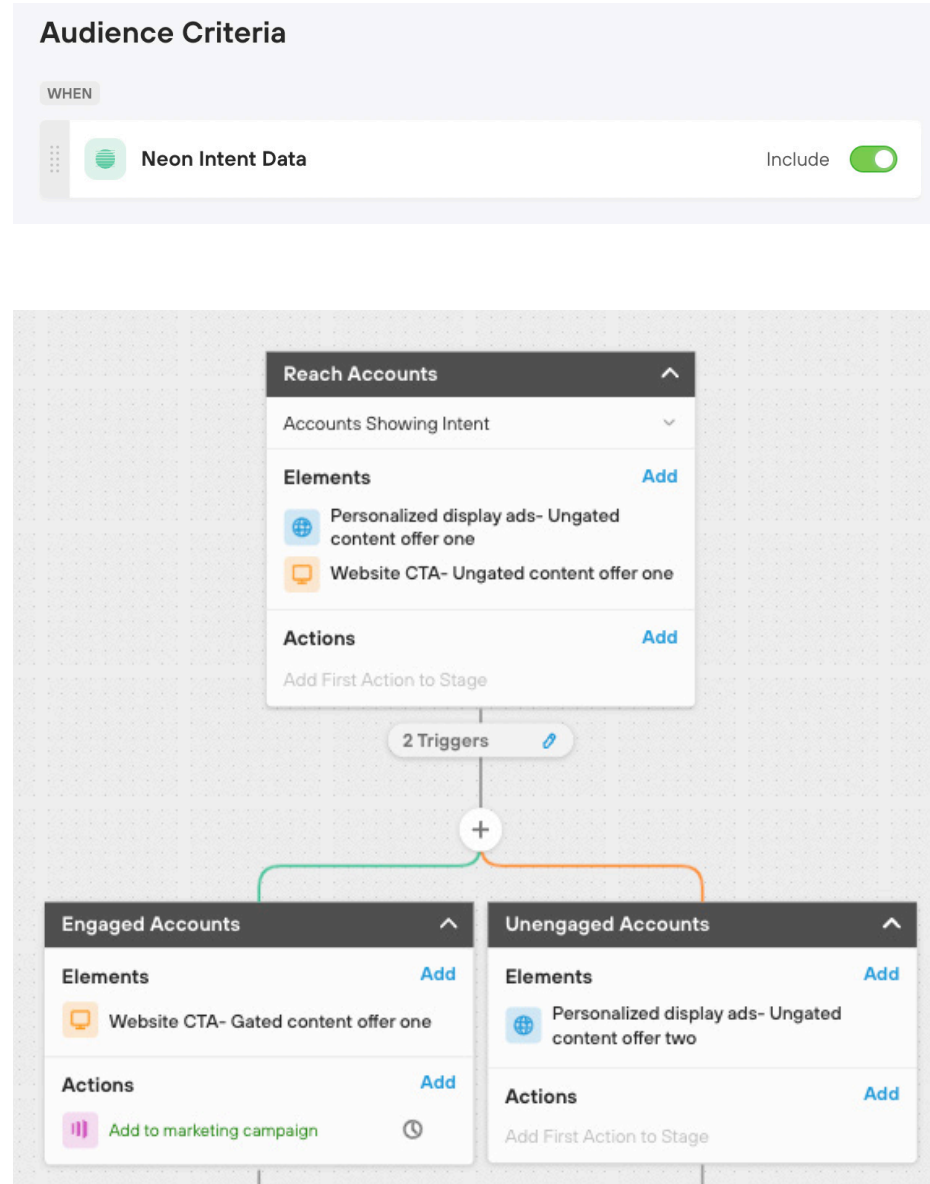 Audience Criteria
WHEN
Neon Intent Data
Include
Reach Accounts
Accounts Showing Intent
Elements
Add
Personalized display ads- Ungated
content offer one
Website CTA- Ungated content offer one
Actions
Add
Add First Action to Stage
2 Triggers
Engaged Accounts
Elements
Add
Website CTA- Gated content offer one
Actions
Add
Add to marketing campaign
Unengaged Accounts
Elements
Add
Personalized display ads- Ungated
content offer two
Actions
Add
Add First Action to Stage